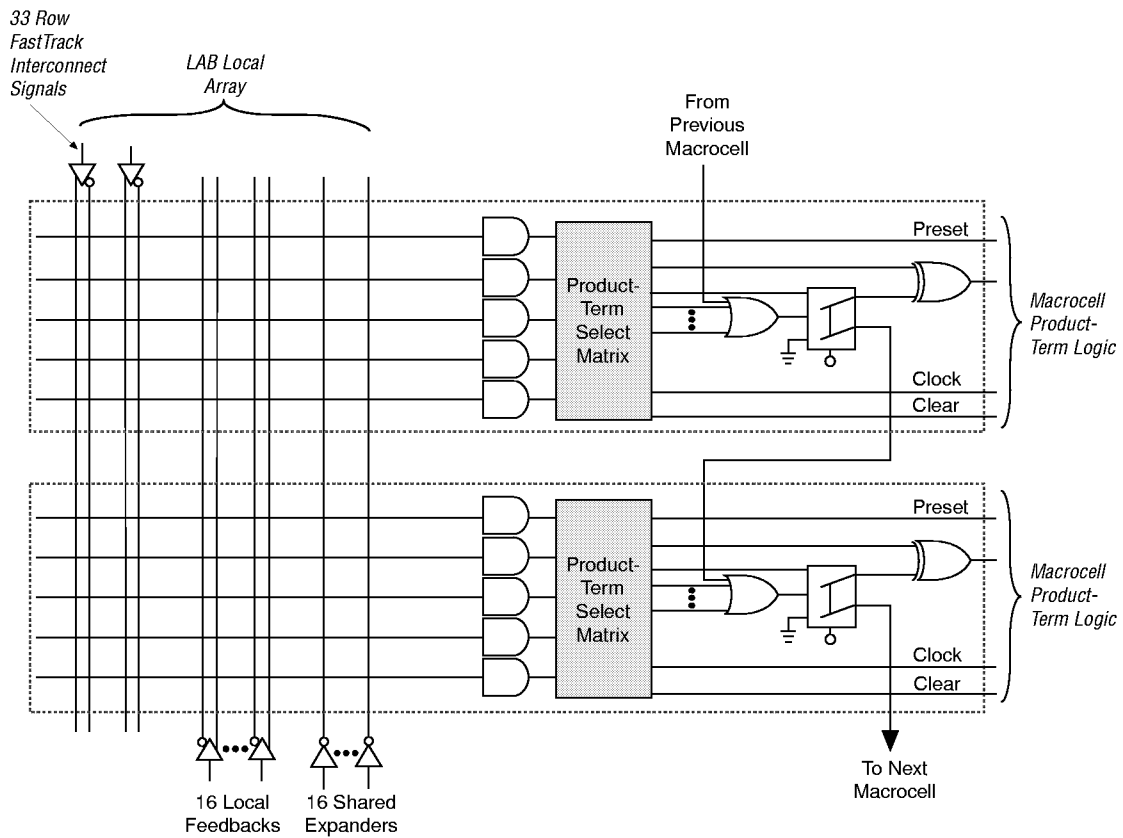 33 Row
FastTrack
Interconnect
Signals
LAB Local
Array
From
Previous
Macrocell
Product-
Term
Select
Matrix
Preset
Clock
Clear
Macrocell
Product-
Term Logic
Product-
Term
Select
Matrix
Preset
Clock
Clear
Macrocell
Product-
Term Logic
16 Local
Feedbacks
16 Shared
Expanders
To Next
Macrocell